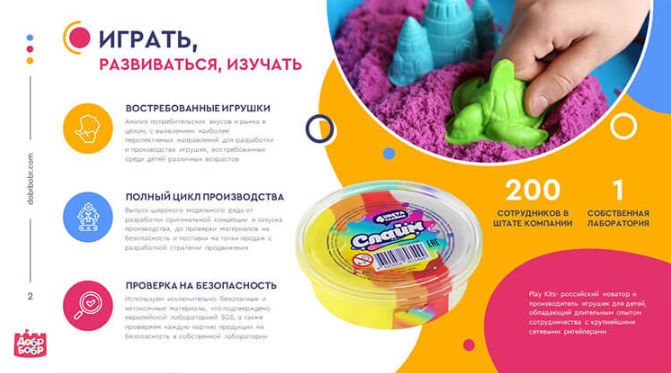 ИГРАТЬ,
РАЗВИВАТЬСЯ, ИЗУЧАТЬ
ВОСТРЕБОВАННЫЕ ИГРУШКИ
Анализ потребительских вкусов и рынка в
целом, с выявлением наиболее
перспективных направлений для разработки
и производства игрушек, востребованных
среди детей различных возрастов
ПОЛНЫЙ ЦИКЛ ПРОИЗВОДСТВА
Выпуск широкого модельного ряда от
разработки оригинальной концепции и запуска
производства, до проверки материалов на
безопасность и поставки на точки продаж с
разработкой стратегии продвижения
ПРОВЕРКА НА БЕЗОПАСНОСТЬ
Используем исключительно безопасные и
нетоксичные материалы, что подтверждено
европейской лабораторией SGS, а также
проверяем каждую партию продукции на
безопасность в собственной лаборатории
dobrbobr.com
2
ДОБР
БОБР
4 ЦВЕТА
Слайм
EAC
200
СОТРУДНИКОВ В
ШТАТЕ КОМПАНИИ
1
СОБСТВЕННАЯ
ЛАБОРАТОРИЯ
Play Kits- российский новатор и
производитель игрушек для детей,
обладающий длительным опытом
сотрудничества с крупнейшими
сетевыми ритейлерами